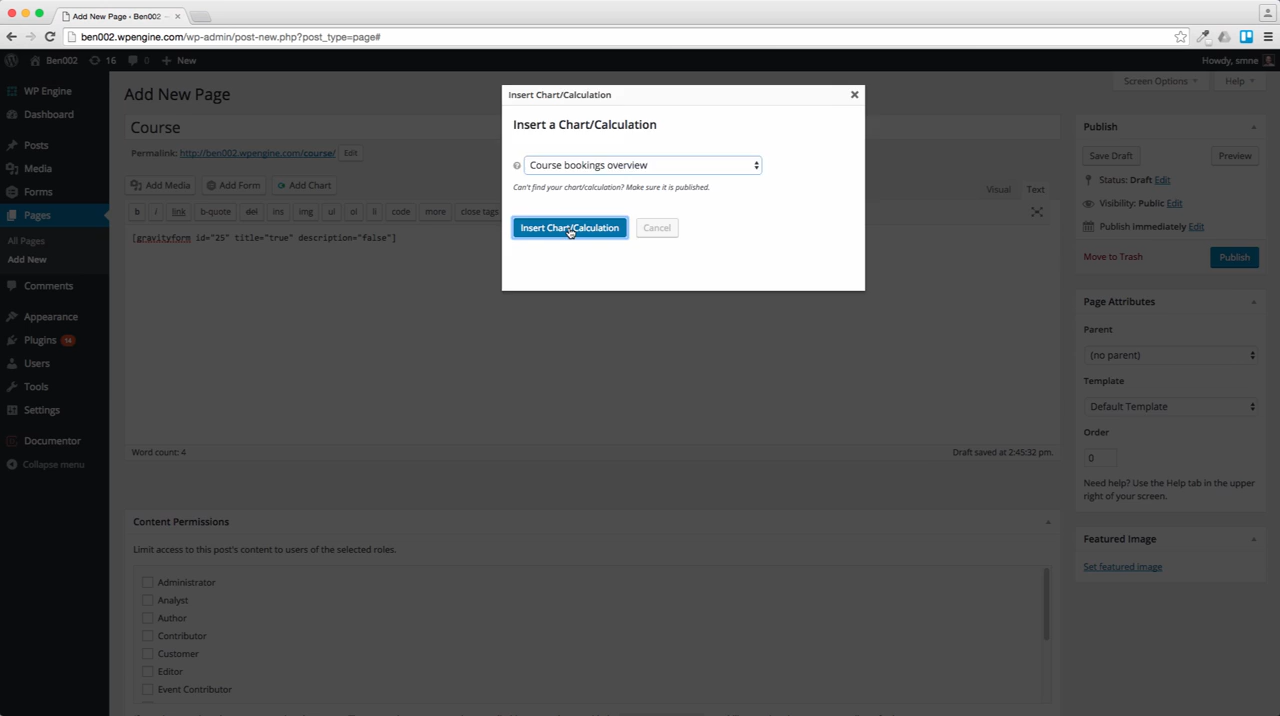 Add New Page · Ben002
ben002.wpengine.com/wp-admin/post-new.php?post_type=page#
Ben002 16 0 New
Howdy, smne
WP Engine
Dashboard
Posts
Media
Forms
Pages
All Pages
Add New
Comments
Appearance
Plugins 14
Users
Tools
Settings
Documentor
Collapse menu
Screen Options Help
Add New Page
Course
Permalink: http://ben002.wpengine.com/course/ Edit
Add Media Add Form Add Chart
Visual Text
b i link b-quote del ins img ul ol li code more close tags
[gravityform id="25" title="true" description="false"]
Word count: 4 Draft saved at 2:45:32 pm.
Insert Chart/Calculation
Insert a Chart/Calculation
Course bookings overview
Can't find your chart/calculation? Make sure it is published.
Insert Chart/Calculation Cancel
Content Permissions
Limit access to this post's content to users of the selected roles.
Administrator
Analyst
Author
Contributor
Customer
Editor
Event Contributor
Publish
Save Draft Preview
Status: Draft Edit
Visibility: Public Edit
Publish immediately Edit
Move to Trash Publish
Page Attributes
Parent
(no parent)
Template
Default Template
Order
0
Need help? Use the Help tab in the upper
right of your screen.
Featured Image
Set featured image